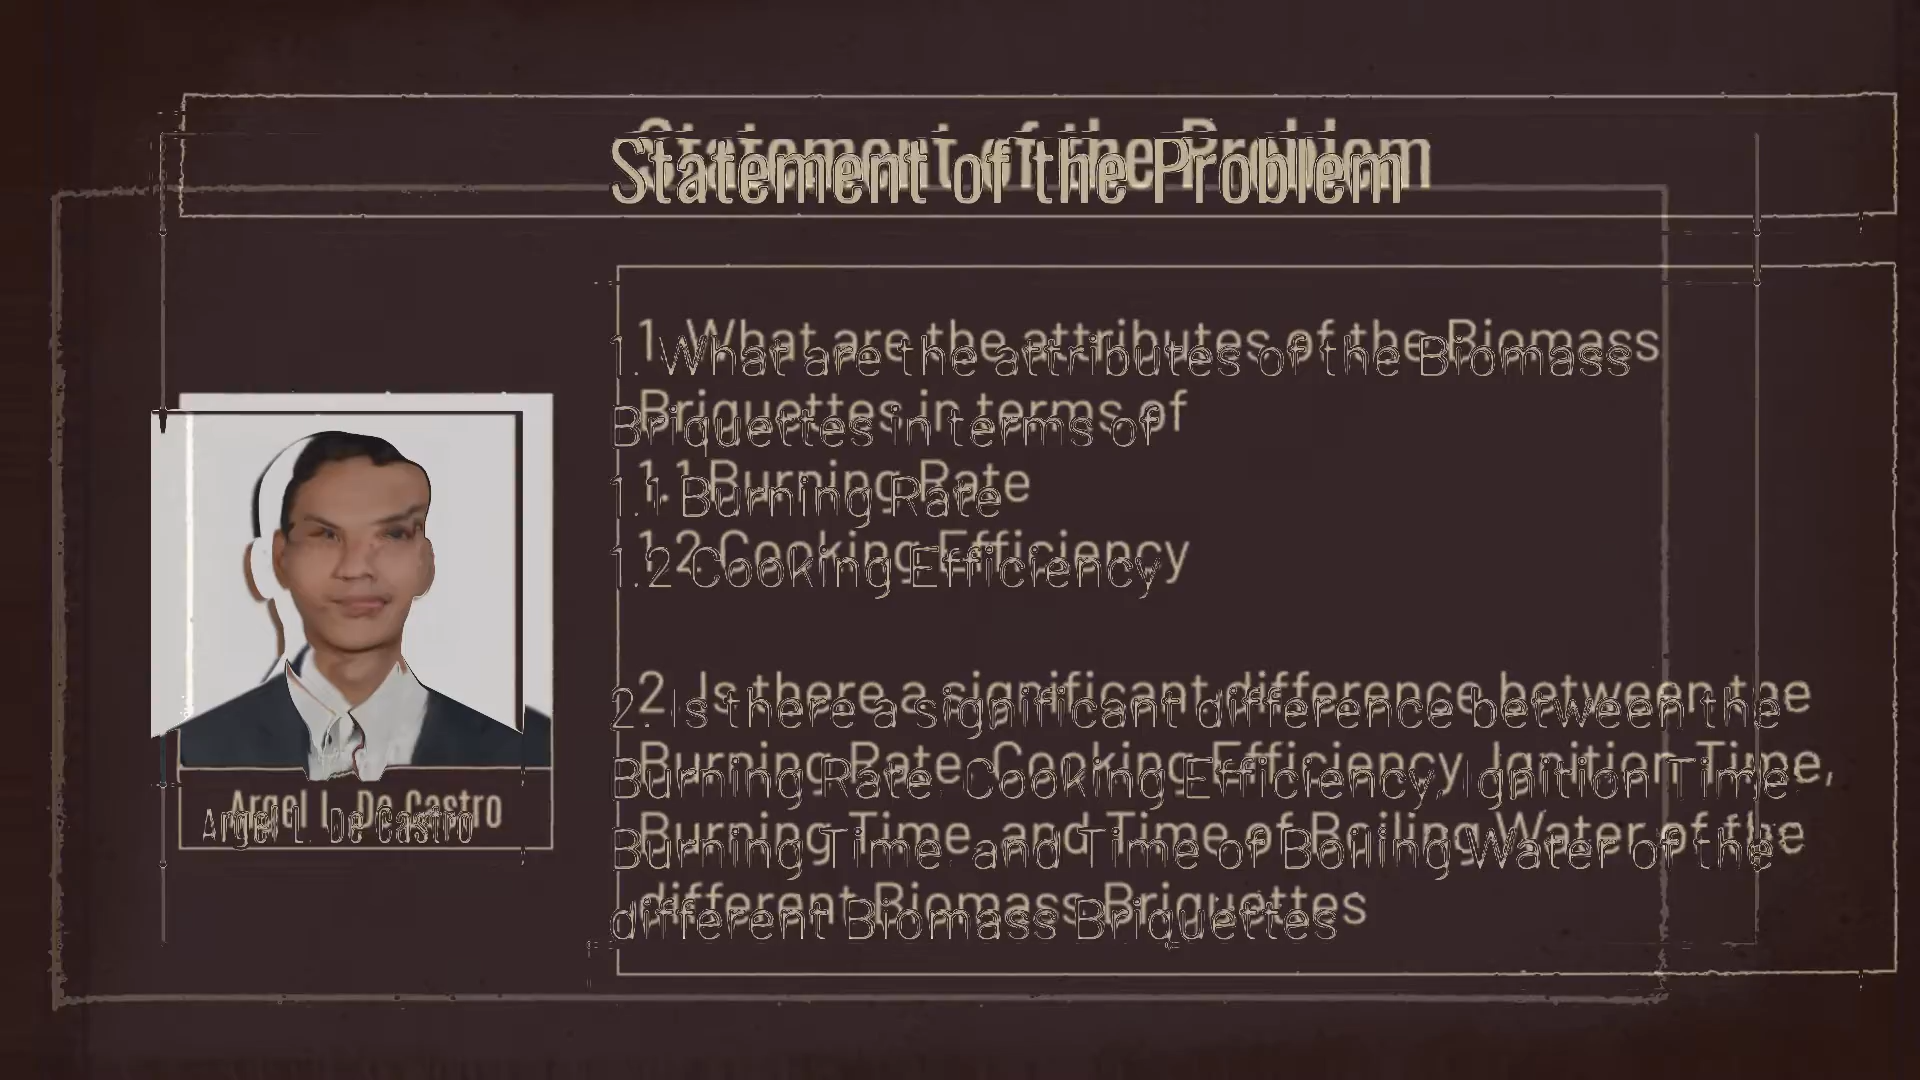 Statement of the Problem
1. What are the attributes of the Biomass
Briquettes in terms of
1.1 Burning Rate
1.2 Cooking Efficiency
2. Is there a significant difference between the
Burning Rate, Cooking Efficiency, Ignition Time,
Burning Time, and Time of Boiling Water of the
different Biomass Briquettes
Argel L. De Castro